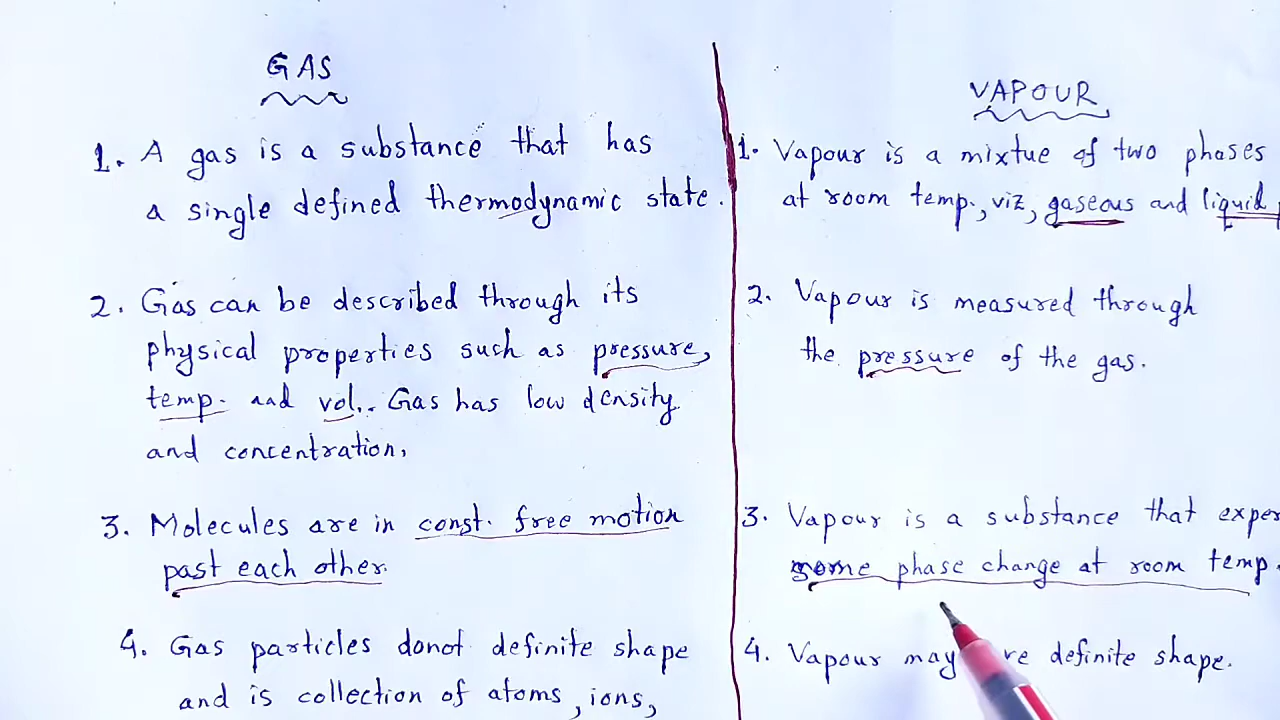 GAS
1. A gas is a substance that has
a single defined thermodynamic state.
2. Gas can be described through its
physical properties such as pressure,
temp. and vol.. Gas has low density
and concentration,
3. Molecules are in const. free motion
past each other.
4. Gas particles donot definite shape
and is collection of atoms, ions,
VAPOUR
1. Vapour is a mixtue of two phases
at room temp., viz, gaseous and liquid
2. Vapour is measured through
the pressure of the gas.
3. Vapour is a substance that exper
some phase change at room temp.
4. Vapour may definite shape.